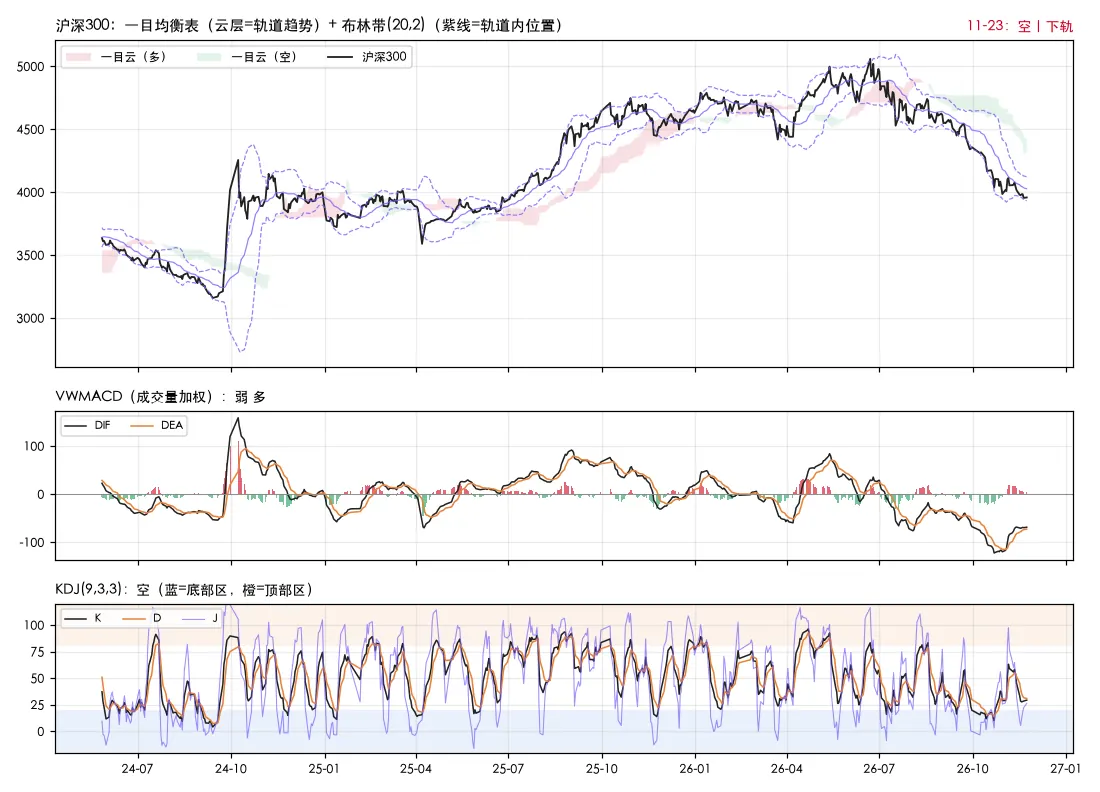 沪深300：一目均衡表（云层=轨道趋势）+ 布林带(20,2)（紫线=轨道内位置）
11-23：空 | 下轨
一目云（多） 一目云（空） 沪深300
5000
4500
4000
3500
3000
VWMACD（成交量加权）：弱 多
DIF DEA
100
0
-100
KDJ(9,3,3)：空（蓝=底部区，橙=顶部区）
K D J
100
75
50
25
0
24-07 24-10 25-01 25-04 25-07 25-10 26-01 26-04 26-07 26-10 27-01